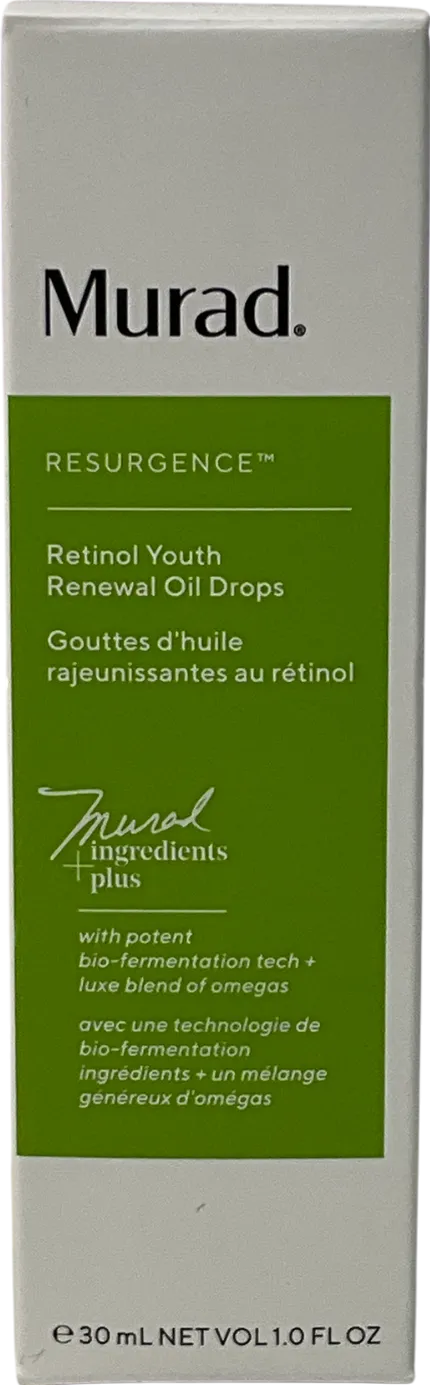 Murad.®
RESURGENCE™
Retinol Youth
Renewal Oil Drops
Gouttes d'huile
rajeunissantes au rétinol
Murad
+ingredients
plus
with potent
bio-fermentation tech +
luxe blend of omegas
avec une technologie de
bio-fermentation
ingrédients + un mélange
généreux d'omégas
℮ 30 mL NET VOL 1.0 FL OZ